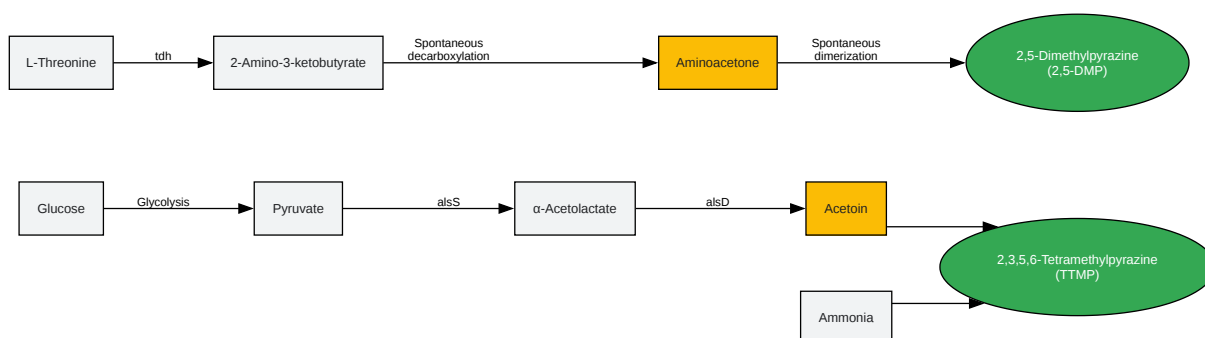 L-Threonine
tdh
2-Amino-3-ketobutyrate
Spontaneous
decarboxylation
Aminoacetone
Spontaneous
dimerization
2,5-Dimethylpyrazine
(2,5-DMP)
Glucose
Glycolysis
Pyruvate
alsS
α-Acetolactate
alsD
Acetoin
2,3,5,6-Tetramethylpyrazine
(TTMP)
Ammonia